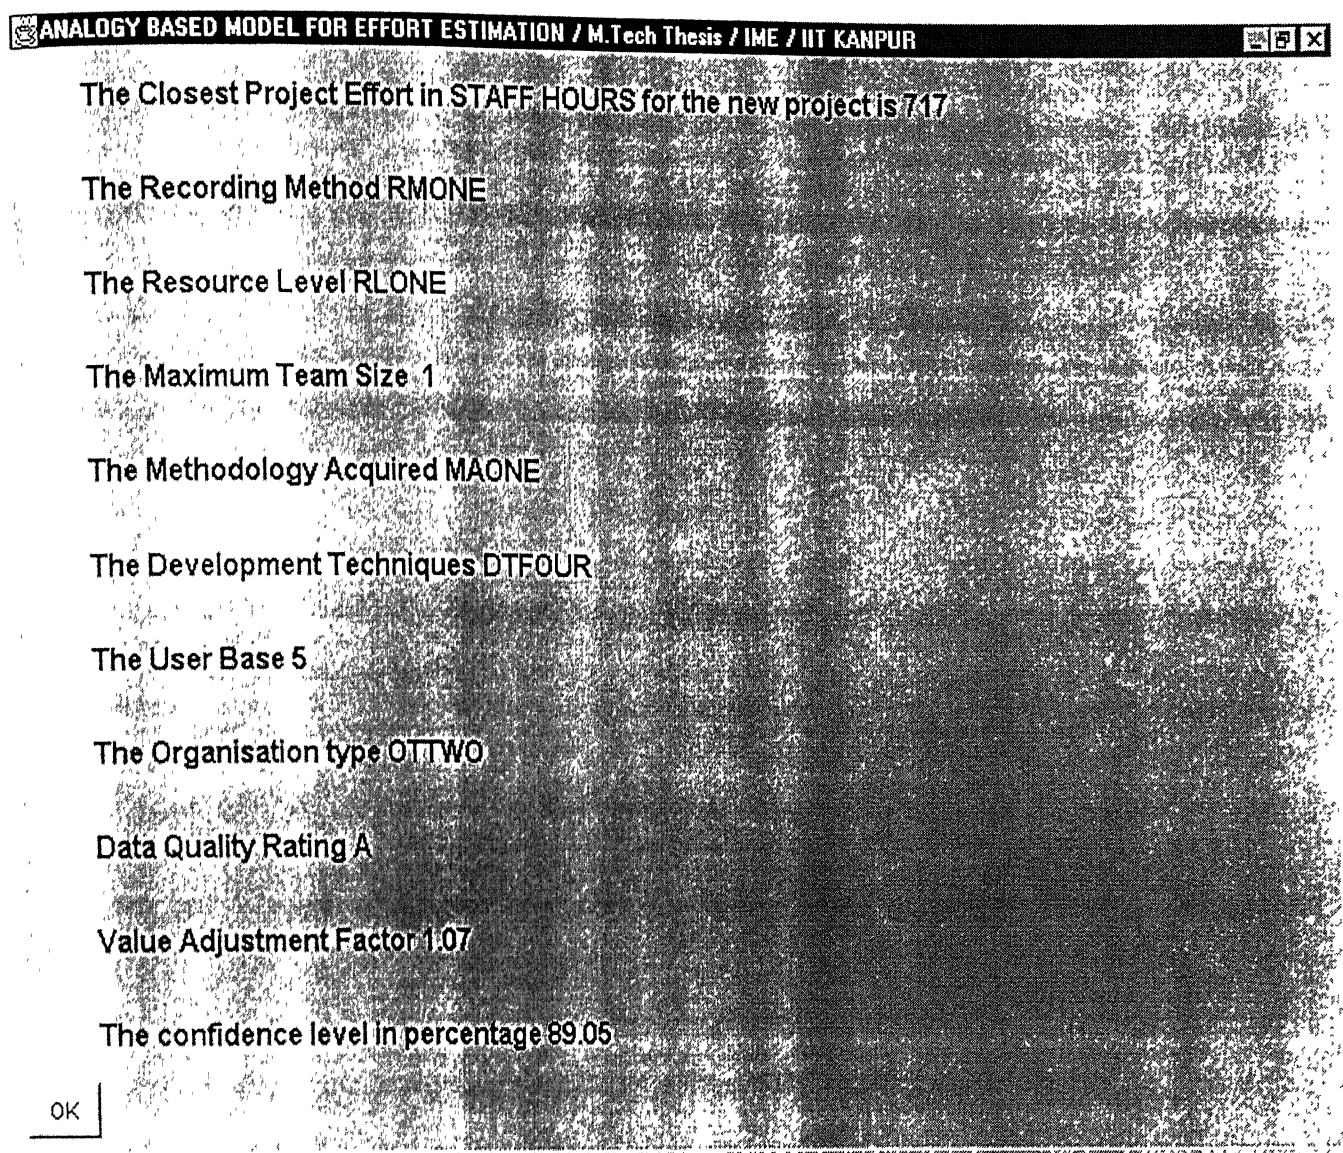 ANALOGY BASED MODEL FOR EFFORT ESTIMATION / M.Tech Thesis / IME / IIT KANPUR
The Closest Project Effort in STAFF HOURS for the new project is 717
The Recording Method RMONE
The Resource Level RLONE
The Maximum Team Size 1
The Methodology Acquired MAONE
The Development Techniques DTFOUR
The User Base 5
The Organisation type OTTWO
Data Quality Rating A
Value Adjustment Factor 1.07
The confidence level in percentage 89.05
OK